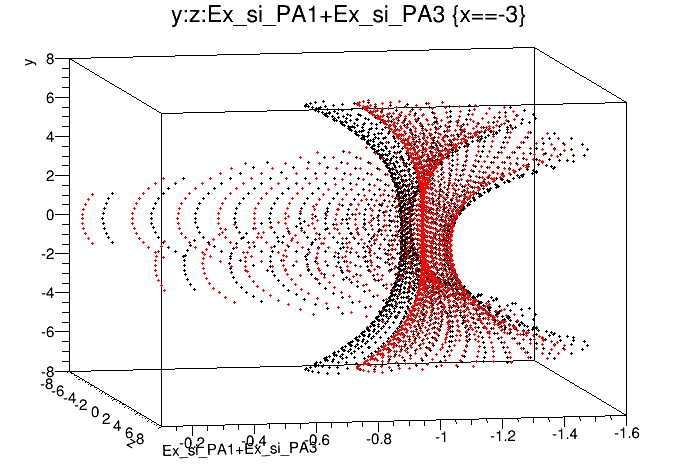 y:z:Ex_si_PA1+Ex_si_PA3 {x==-3}
y
8
6
4
2
0
-2
-4
-6
-8
-8 -6 -4 -2 0 2 4 6 8
z
-0.2 -0.4 -0.6 -0.8 -1 -1.2 -1.4 -1.6
Ex_si_PA1+Ex_si_PA3